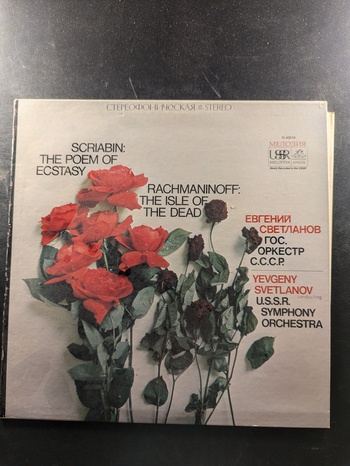 СТЕРЕОФОНИЧЕСКАЯ STEREO
SCRIABIN:
THE POEM OF
ECSTASY
RACHMANINOFF:
THE ISLE OF
THE DEAD
МЕЛОДИЯ
USSR
ЕВГЕНИЙ
СВЕТЛАНОВ
ГОС.
ОРКЕСТР
С.С.С.Р.
YEVGENY
SVETLANOV
conducting
U.S.S.R.
SYMPHONY
ORCHESTRA